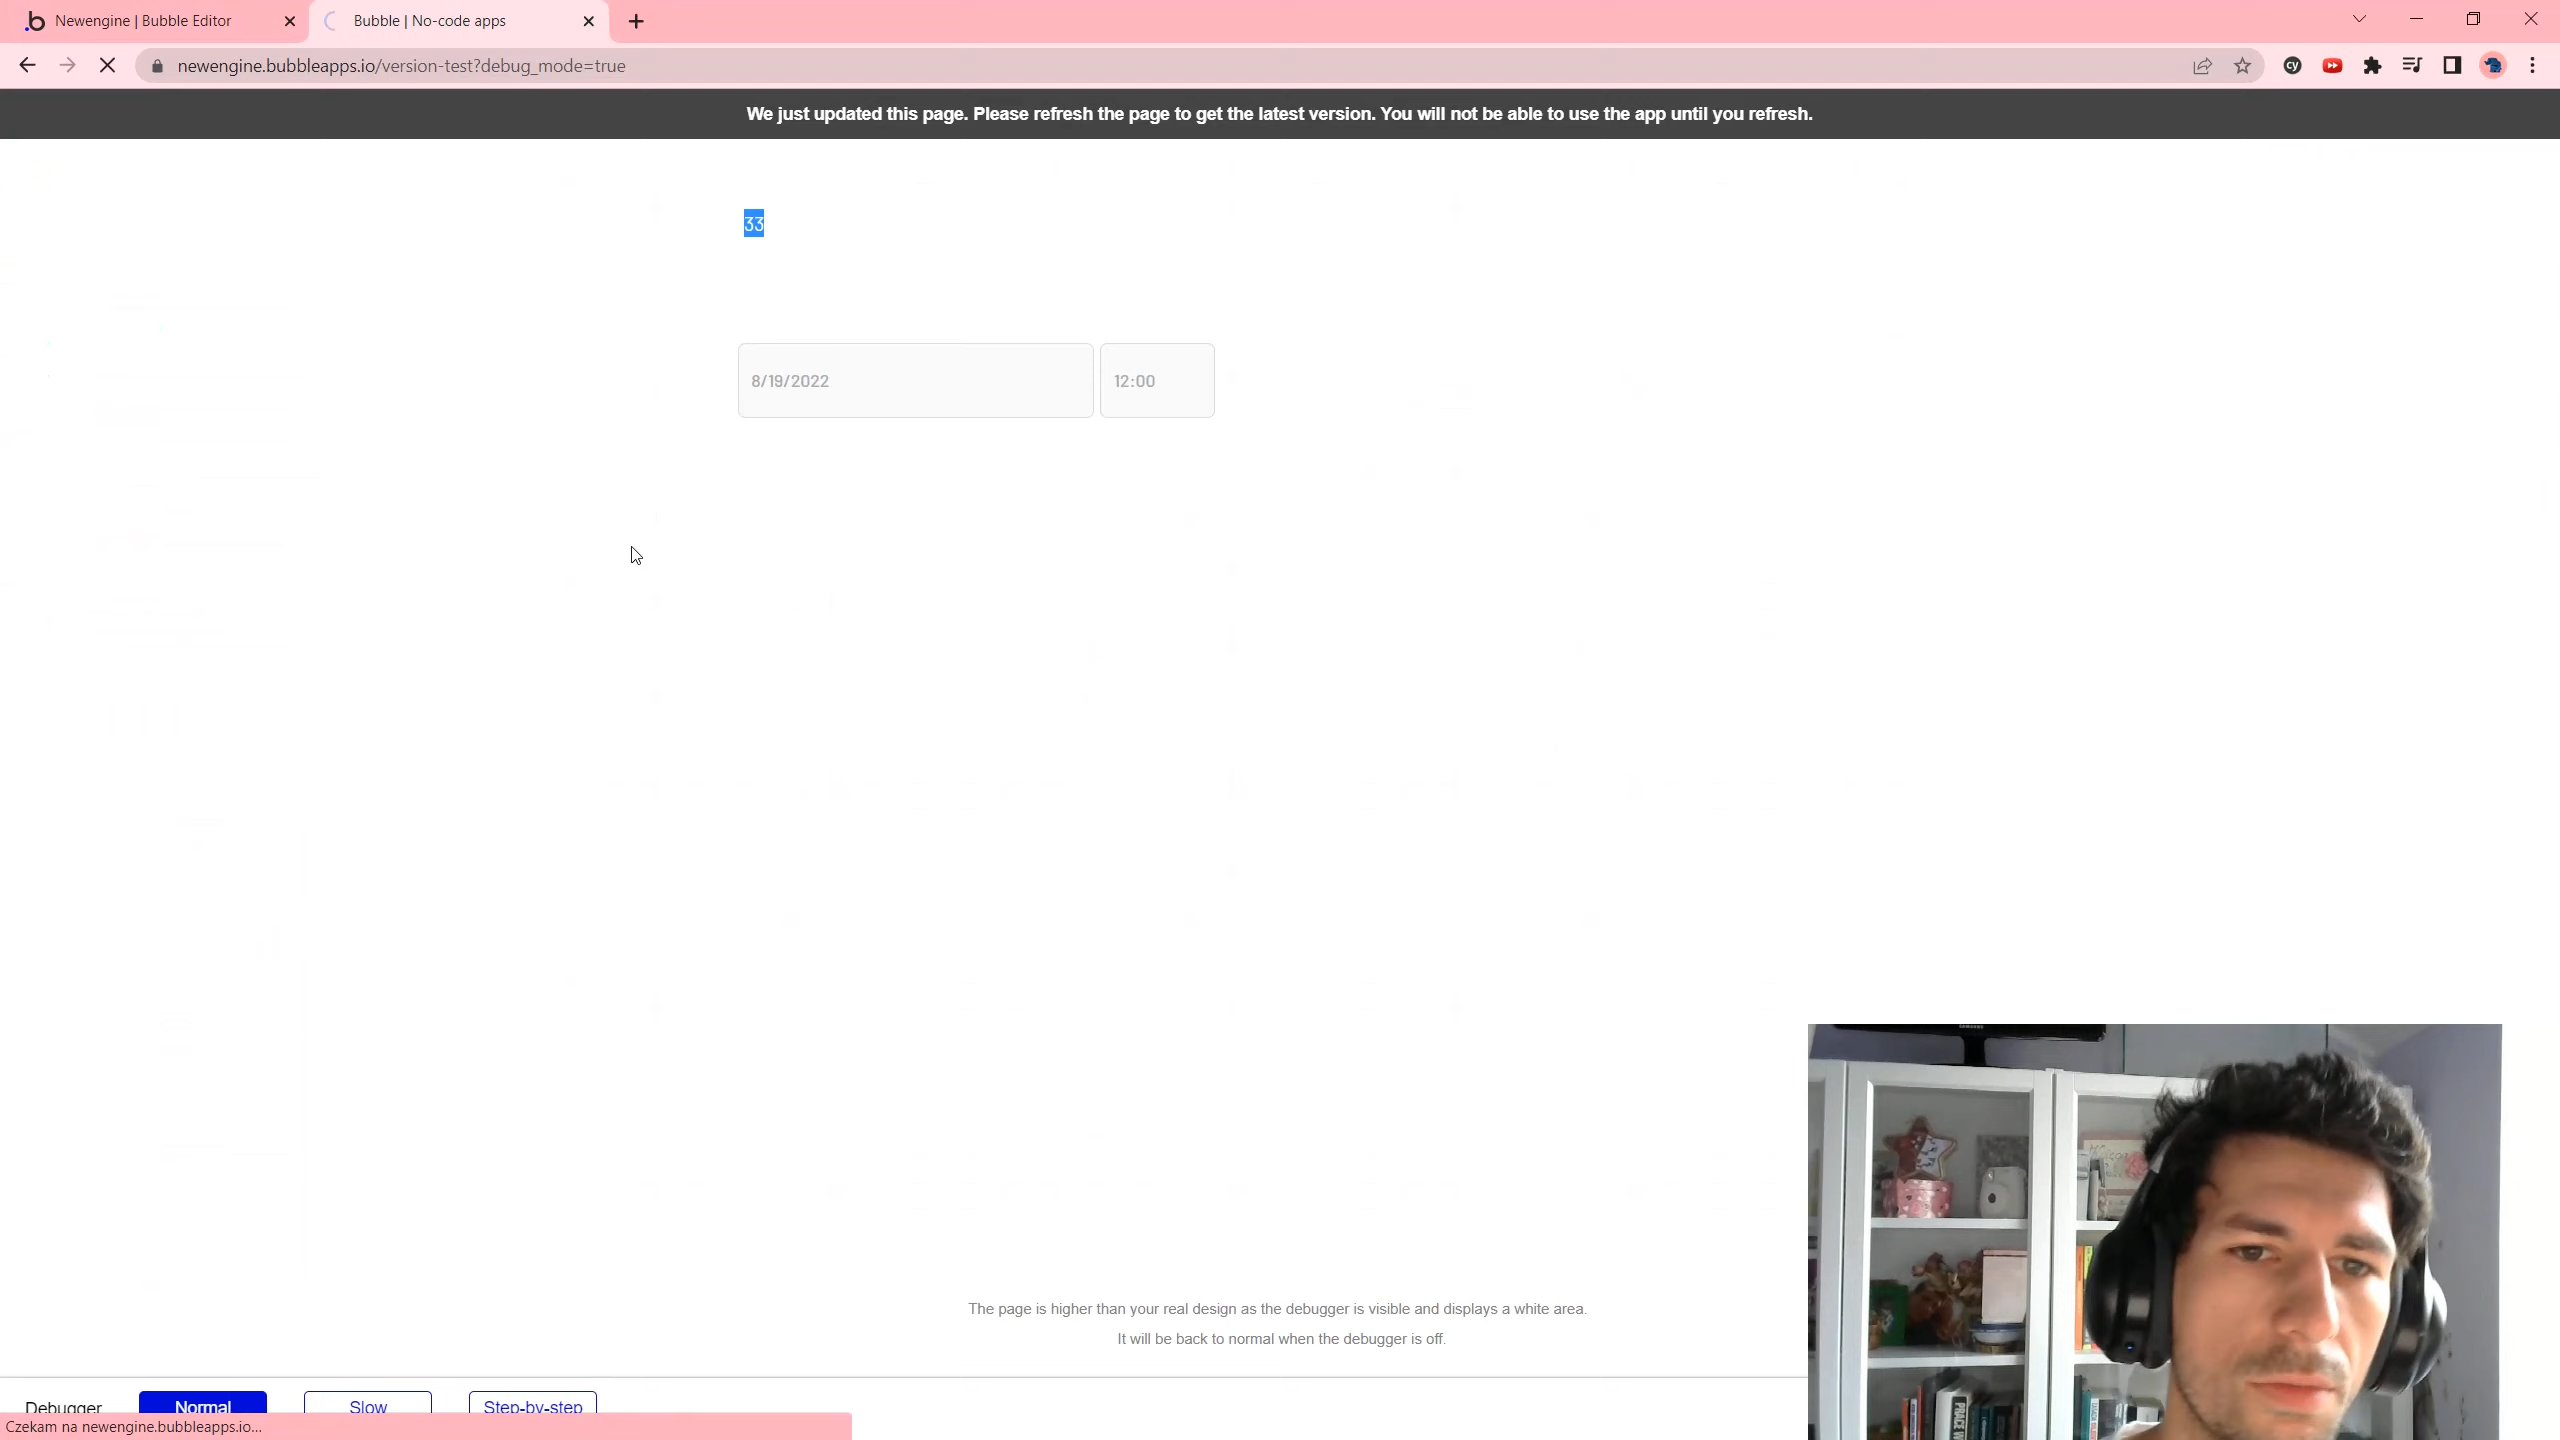 Newengine | Bubble Editor
Bubble | No-code apps
newengine.bubbleapps.io/version-test?debug_mode=true
We just updated this page. Please refresh the page to get the latest version. You will not be able to use the app until you refresh.
33
8/19/2022
12:00
The page is higher than your real design as the debugger is visible and displays a white area.
It will be back to normal when the debugger is off.
Debugger
Normal
Slow
Step-by-step
Czekam na newengine.bubbleapps.io...